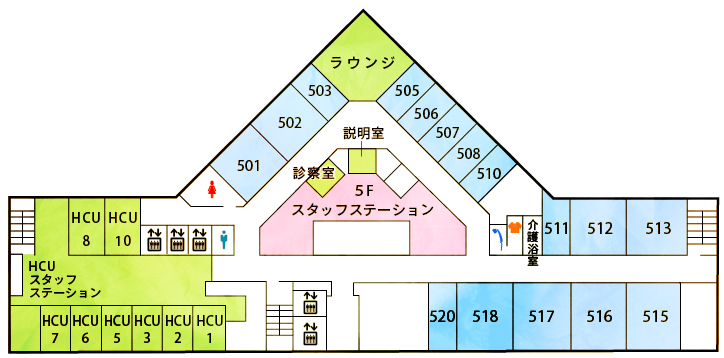 ラウンジ
503
505
502
506
507
501
508
510
説明室
診察室
5F
スタッフステーション
HCU
8
HCU
10
介護浴室
511
512
513
HCU
スタッフ
ステーション
HCU
7
HCU
6
HCU
5
HCU
3
HCU
2
HCU
1
520
518
517
516
515